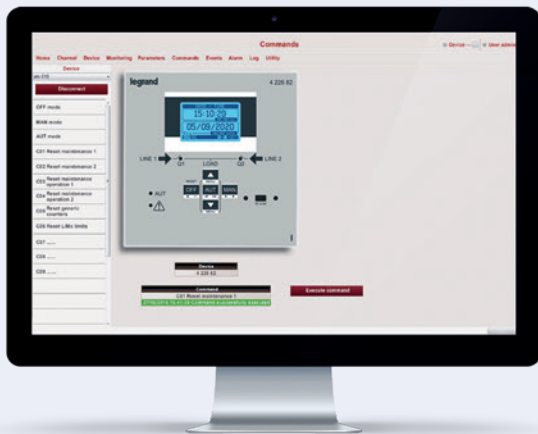 Commands
Device
User admin
Home Channel Device Monitoring Parameters Commands Events Alarm Log Utility
Device
Disconnect
OFF mode
MAN mode
AUT mode
C01 Reset maintenance 1
C02 Reset maintenance 2
C03 Reset maintenance
operation 1
C04 Reset maintenance
operation 2
C05 Reset generic
counters
C06 Reset LIMx limits
C07 ......
C08 ......
C09 ......
legrand
4 226 82
15:10:29
05/09/2020
LINE 1
LINE 2
Q1
LOAD
Q2
AUT
OFF
AUT
MAN
Device
4 226 82
Command
C01 Reset maintenance 1
Execute command